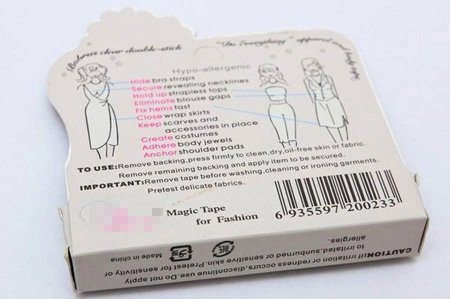 Bobrow clear double-stick
"Do Everything" apparel and body tape
Hypo-allergenic
Hide bra straps
Secure revealing necklines
Hold up strapless tops
Eliminate blouse gaps
Fix hems fast
Close wrap skirts
Keep scarves and
accessories in place
Create costumes
Adhere body jewels
Anchor shoulder pads
TO USE:Remove backing,press firmly to clean,dry,oil-free skin or fabric.
Remove remaining backing and apply item to be secured.
IMPORTANT:Remove tape before washing,cleaning or ironing garments.
Pretest delicate fabrics.
Magic Tape
for Fashion
6 935597 200233
CAUTION:If irritation or redness occurs,discontinue use.Do not use
to irritated,sunburned or sensitive skin.Pretest for sensitivity or
allergies.
Made in china